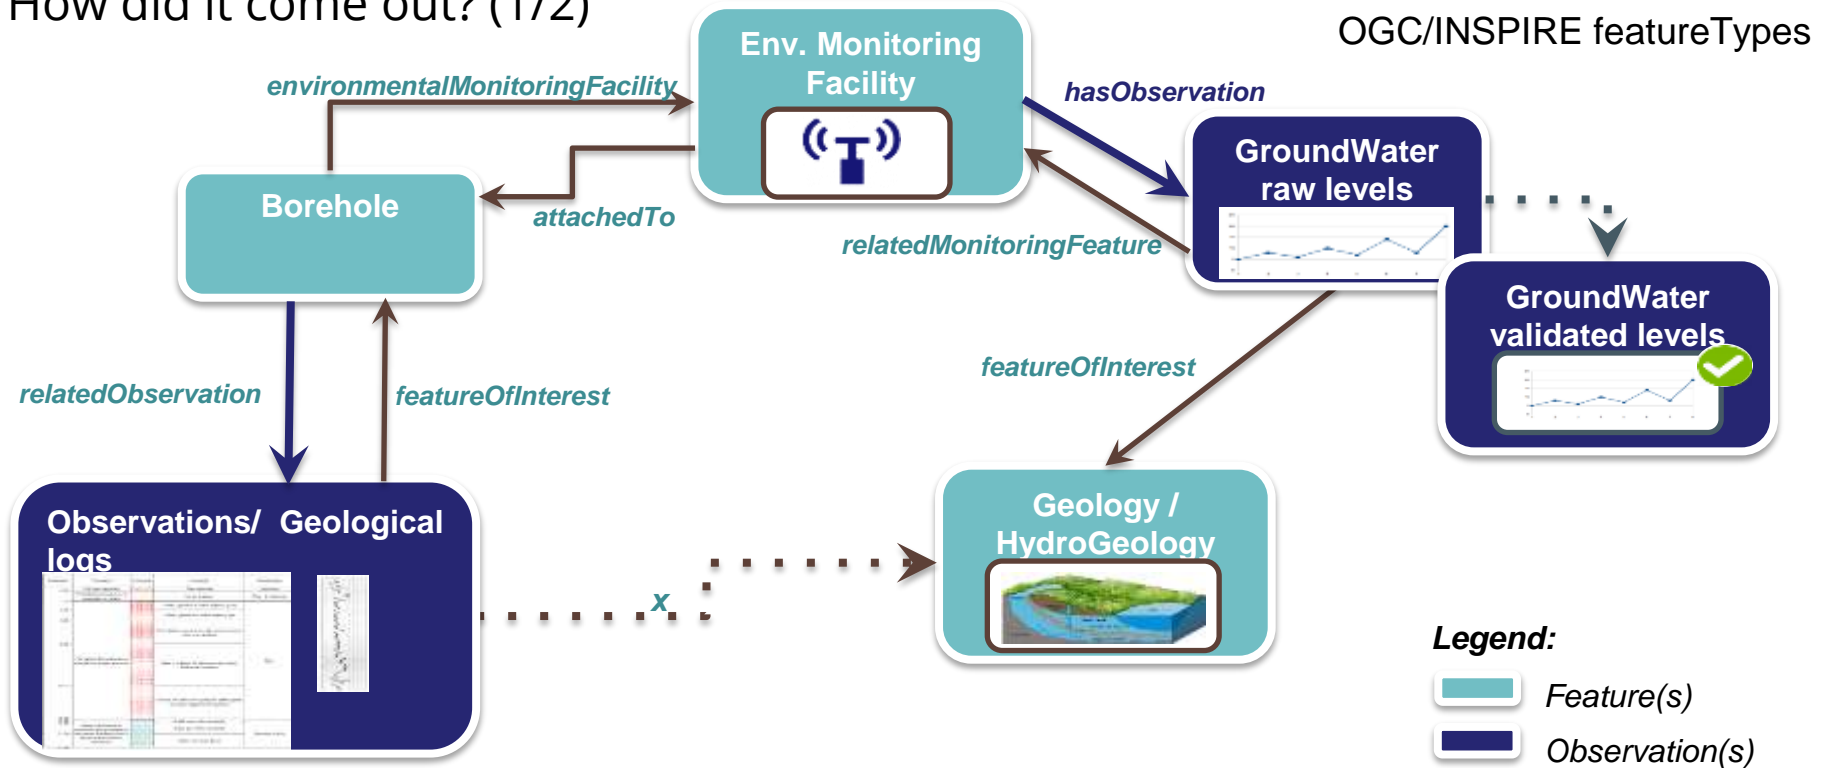 How did it come out? (1/2)
OGC/INSPIRE featureTypes
Env. Monitoring
Facility
environmentalMonitoringFacility
hasObservation
GroundWater
raw levels
Borehole
attachedTo
relatedMonitoringFeature
GroundWater
validated levels
featureOfInterest
relatedObservation
featureOfInterest
Geology /
HydroGeology
Observations/ Geological
logs
x
Legend:
Feature(s)
Observation(s)